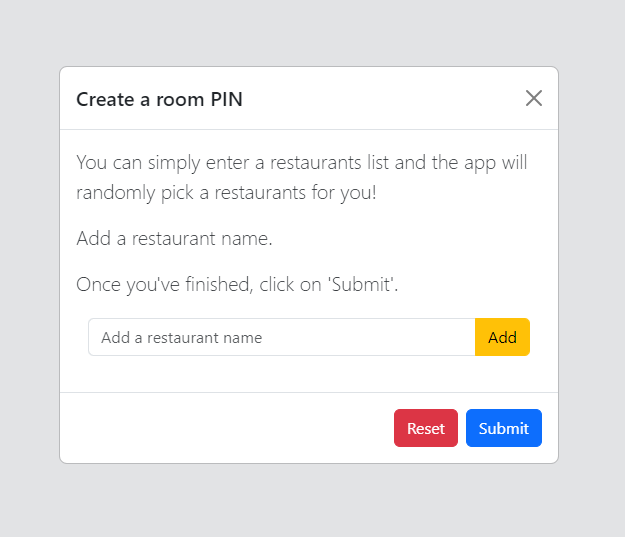 Create a room PIN
You can simply enter a restaurants list and the app will
randomly pick a restaurants for you!
Add a restaurant name.
Once you've finished, click on 'Submit'.
Add a restaurant name
Add
Reset
Submit